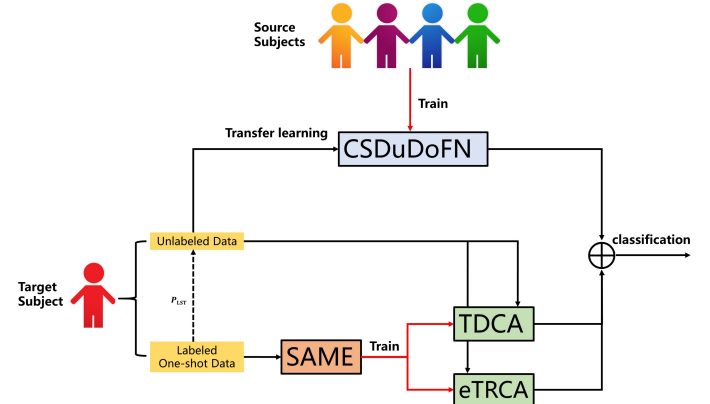 Source
Subjects
Train
Transfer learning
CSDuDoFN
Unlabeled Data
classification
Target
Subject
P_LST
TDCA
Labeled
One-shot Data
SAME
Train
eTRCA